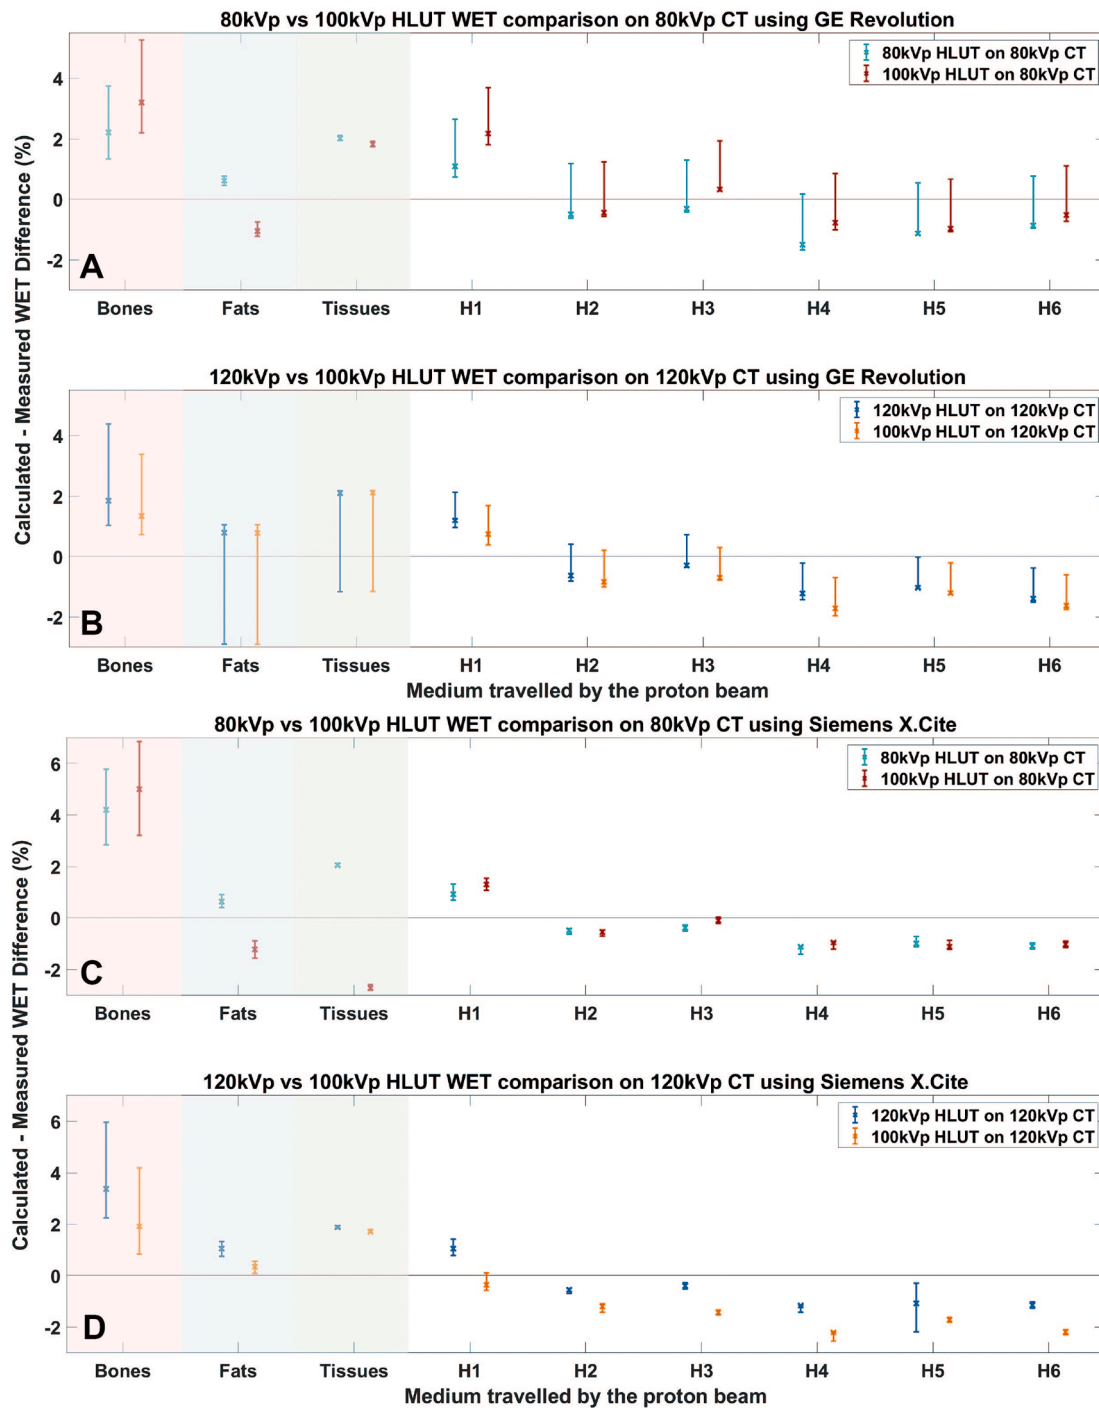 80kVp vs 100kVp HLUT WET comparison on 80kVp CT using GE Revolution
80kVp HLUT on 80kVp CT
100kVp HLUT on 80kVp CT
4
2
0
-2
A
Bones Fats Tissues H1 H2 H3 H4 H5 H6
Calculated - Measured WET Difference (%)
120kVp vs 100kVp HLUT WET comparison on 120kVp CT using GE Revolution
120kVp HLUT on 120kVp CT
100kVp HLUT on 120kVp CT
4
2
0
-2
B
Bones Fats Tissues H1 H2 H3 H4 H5 H6
Medium travelled by the proton beam
80kVp vs 100kVp HLUT WET comparison on 80kVp CT using Siemens X.Cite
80kVp HLUT on 80kVp CT
100kVp HLUT on 80kVp CT
6
4
2
0
-2
C
Bones Fats Tissues H1 H2 H3 H4 H5 H6
Calculated - Measured WET Difference (%)
120kVp vs 100kVp HLUT WET comparison on 120kVp CT using Siemens X.Cite
120kVp HLUT on 120kVp CT
100kVp HLUT on 120kVp CT
6
4
2
0
-2
D
Bones Fats Tissues H1 H2 H3 H4 H5 H6
Medium travelled by the proton beam